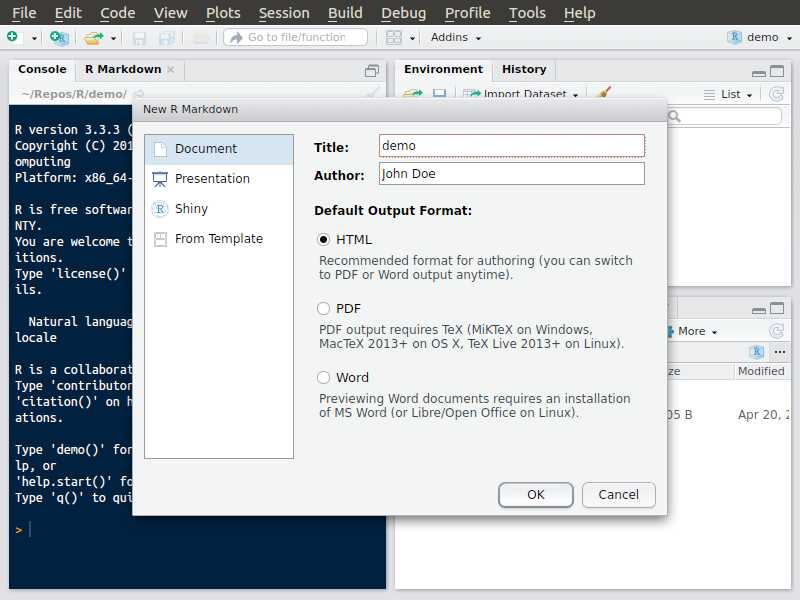 File Edit Code View Plots Session Build Debug Profile Tools Help
Go to file/function Addins demo
Console R Markdown Environment History
~/Repos/R/demo/ Import Dataset List
New R Markdown
R version 3.3.3 (
Copyright (C) 201
omputing
Platform: x86_64-
R is free softwar
NTY.
You are welcome t
itions.
Type 'license()'
ils.
Natural languag
locale
R is a collaborat
Type 'contributor
'citation()' on h
ations.
Type 'demo()' for
lp, or
'help.start()' fo
Type 'q()' to qui
>
Document
Presentation
Shiny
From Template
Title: demo
Author: John Doe
Default Output Format:
HTML
Recommended format for authoring (you can switch
to PDF or Word output anytime).
PDF
PDF output requires TeX (MiKTeX on Windows,
MacTeX 2013+ on OS X, TeX Live 2013+ on Linux).
Word
Previewing Word documents requires an installation
of MS Word (or Libre/Open Office on Linux).
OK Cancel
More
ze Modified
05 B Apr 20, 2